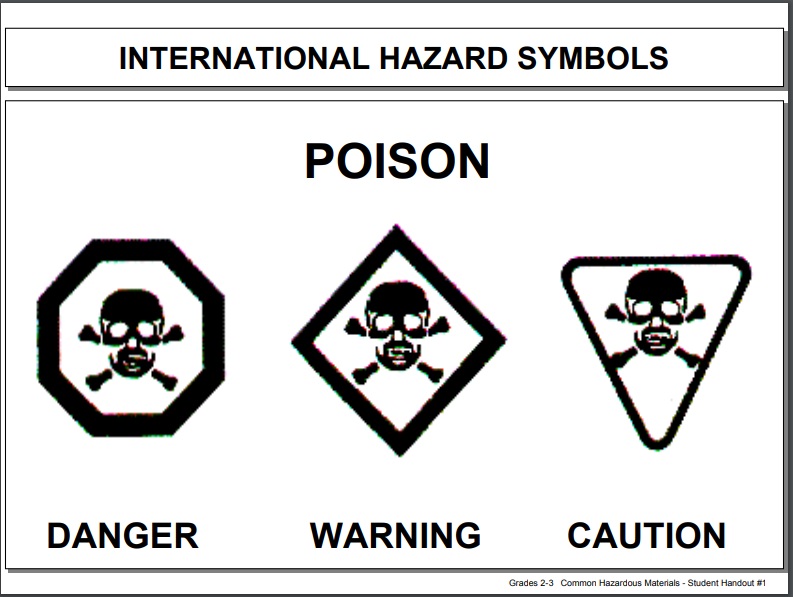 INTERNATIONAL HAZARD SYMBOLS
POISON
DANGER WARNING CAUTION
Grades 2-3 Common Hazardous Materials - Student Handout #1